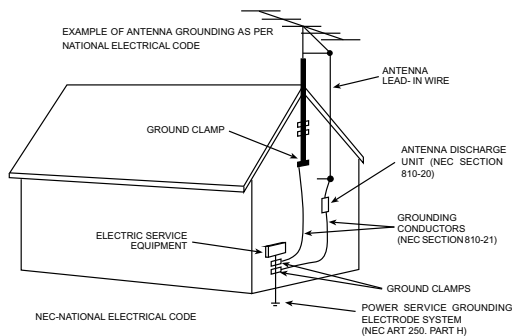 EXAMPLE OF ANTENNA GROUNDING AS PER
NATIONAL ELECTRICAL CODE
ANTENNA
LEAD- IN WIRE
GROUND CLAMP
ANTENNA DISCHARGE
UNIT (NEC SECTION
810-20)
ELECTRIC SERVICE
EQUIPMENT
GROUNDING
CONDUCTORS
(NEC SECTION 810-21)
GROUND CLAMPS
NEC-NATIONAL ELECTRICAL CODE
POWER SERVICE GROUNDING
ELECTRODE SYSTEM
(NEC ART 250. PART H)